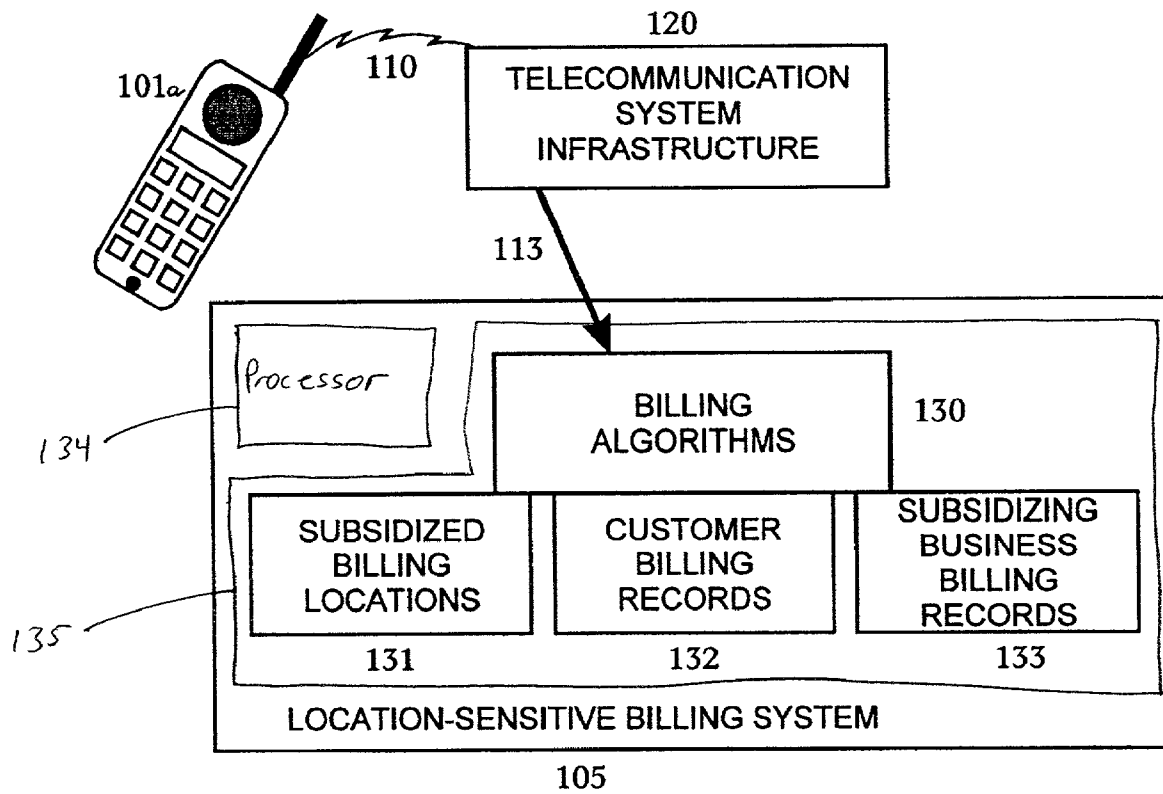 120
TELECOMMUNICATION
SYSTEM
INFRASTRUCTURE
110
101a
113
Processor
134
BILLING
ALGORITHMS
130
SUBSIDIZED
BILLING
LOCATIONS
CUSTOMER
BILLING
RECORDS
SUBSIDIZING
BUSINESS
BILLING
RECORDS
135
131
132
133
LOCATION-SENSITIVE BILLING SYSTEM
105